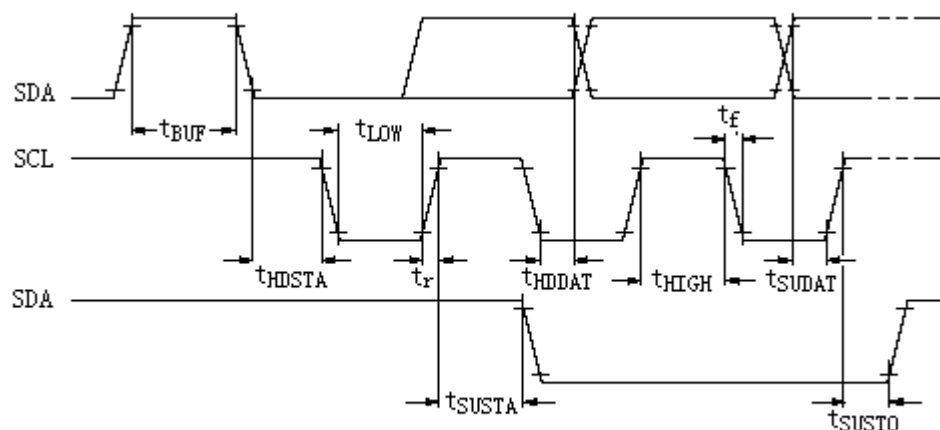 SDA
tBUF
tLOW
tf
SCL
tHDSTA
tr
tHDDAT
tHIGH
tSUDAT
SDA
tSUSTA
tSUSTO